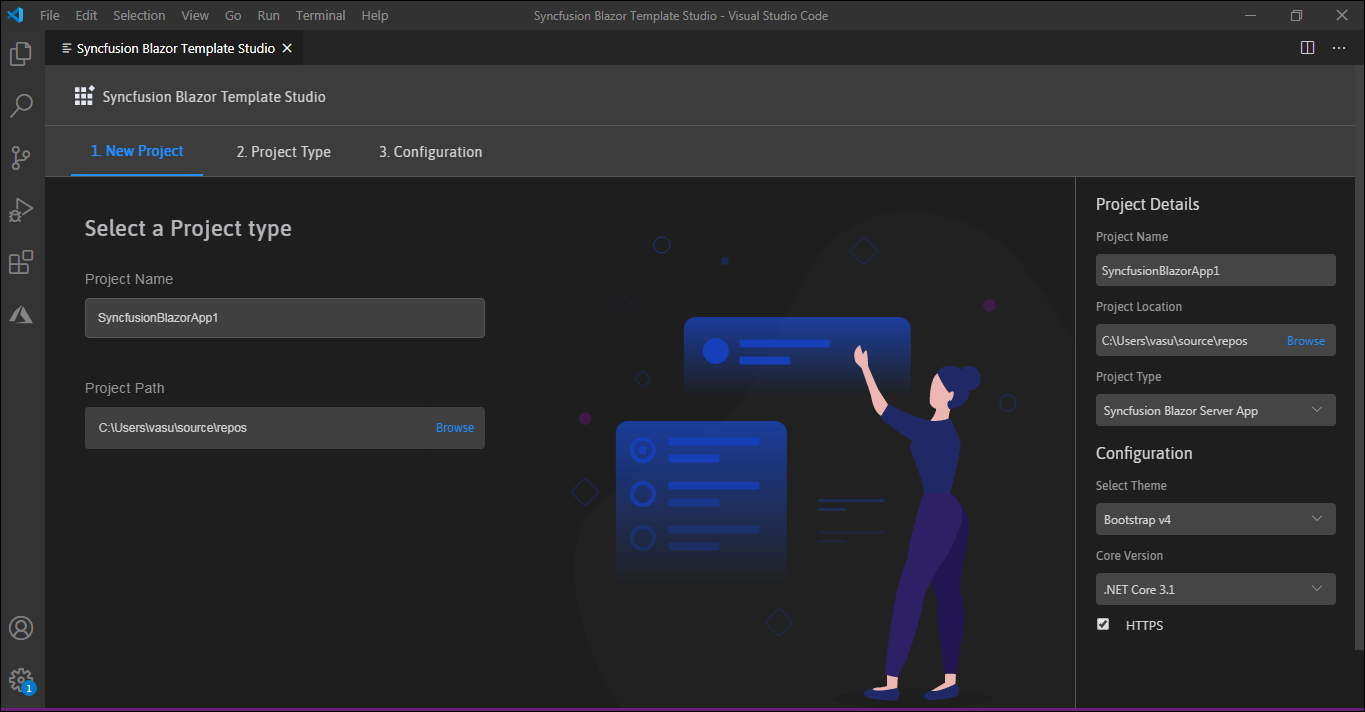 File Edit Selection View Go Run Terminal Help Syncfusion Blazor Template Studio - Visual Studio Code
Syncfusion Blazor Template Studio
Syncfusion Blazor Template Studio
1. New Project 2. Project Type 3. Configuration
Select a Project type
Project Name
SyncfusionBlazorApp1
Project Path
C:\Users\vasu\source\repos Browse
Project Details
Project Name
SyncfusionBlazorApp1
Project Location
C:\Users\vasu\source\repos Browse
Project Type
Syncfusion Blazor Server App
Configuration
Select Theme
Bootstrap v4
Core Version
.NET Core 3.1
HTTPS
1